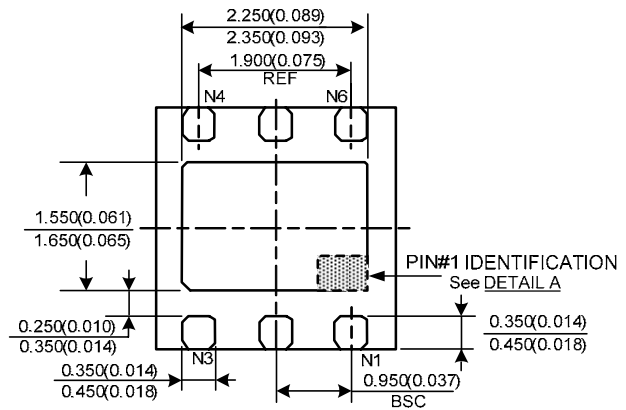 2.250(0.089)
2.350(0.093)
1.900(0.075)
REF
N4
N6
1.550(0.061)
1.650(0.065)
PIN#1 IDENTIFICATION
See DETAIL A
0.250(0.010)
0.350(0.014)
0.350(0.014)
0.450(0.018)
N3
N1
0.350(0.014)
0.450(0.018)
0.950(0.037)
BSC